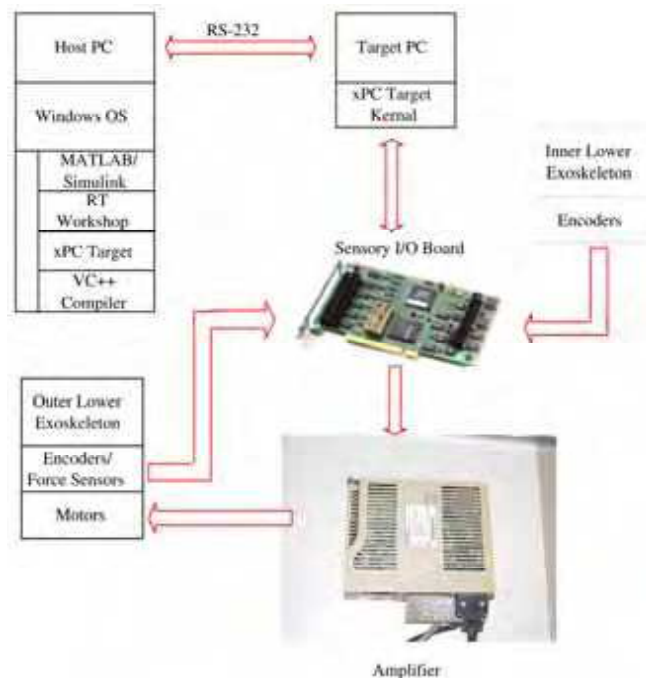 Host PC
RS-232
Target PC
Windows OS
xPC Target
Kernal
MATLAB/
Simulink
RT
Workshop
xPC Target
VC++
Compiler
Inner Lower
Exoskeleton
Encoders
Sensory I/O Board
Outer Lower
Exoskeleton
Encoders/
Force Sensors
Motors
Amplifier